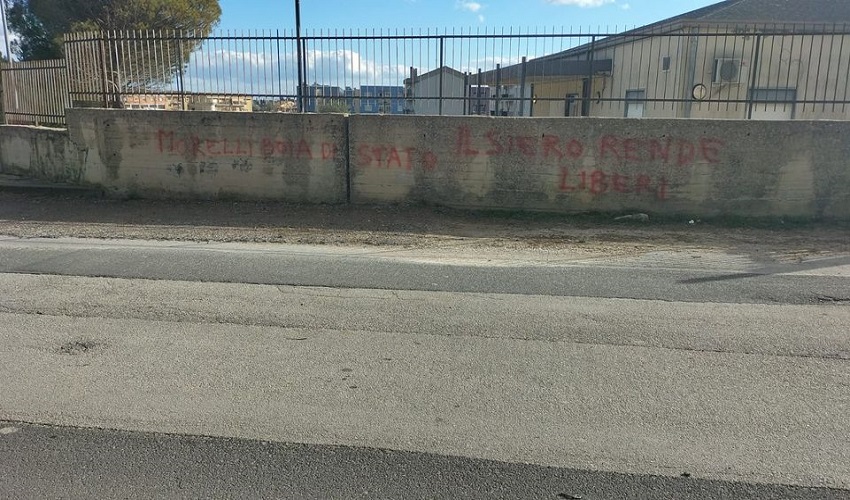 MORELLI BOIA DI STATO
IL SIERO RENDE
LIBERI